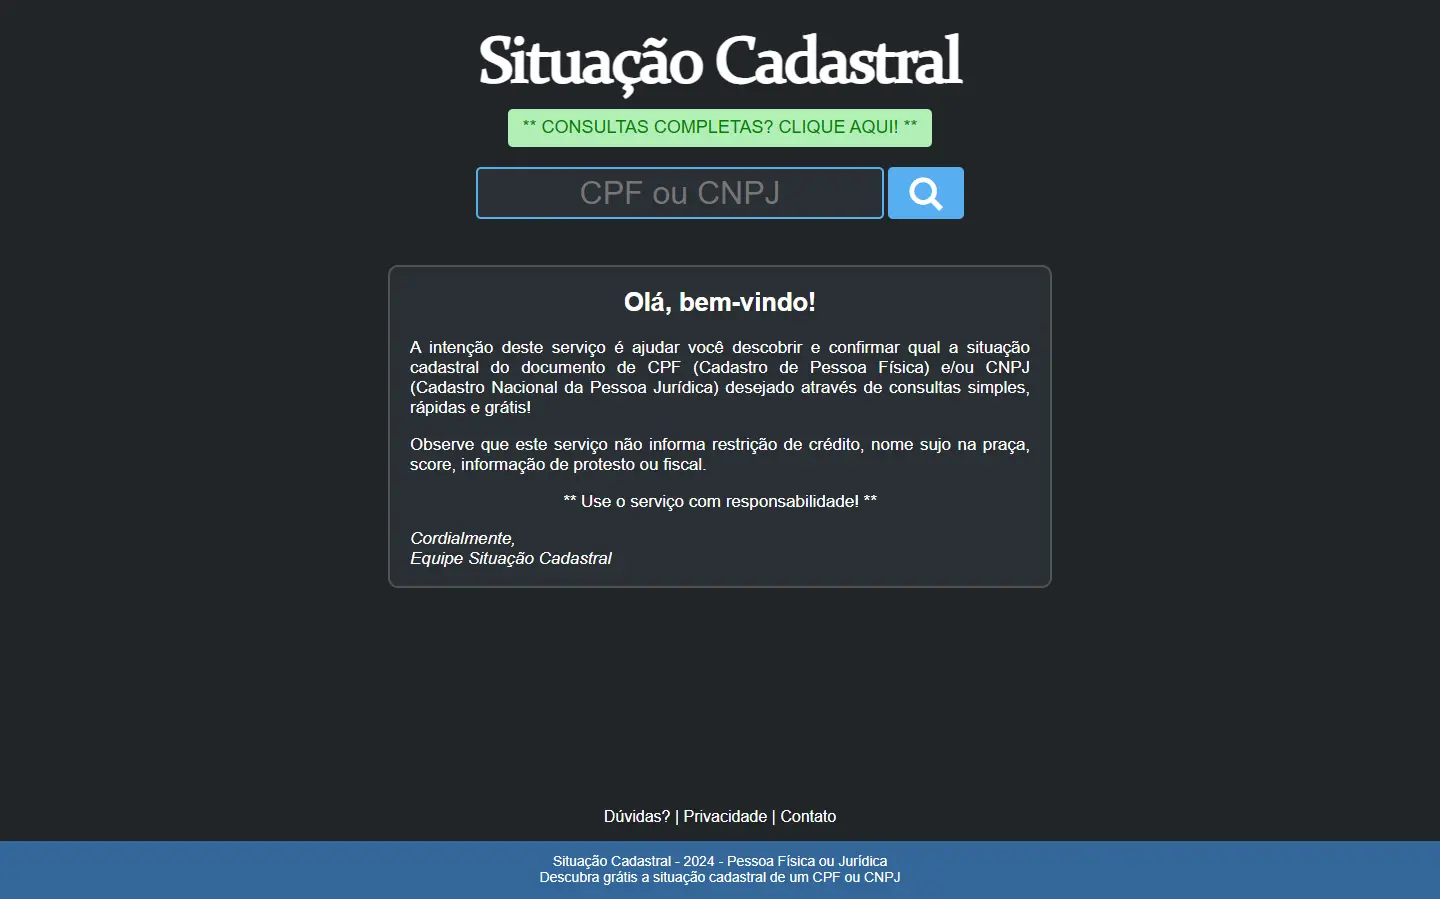 Situação Cadastral
** CONSULTAS COMPLETAS? CLIQUE AQUI! **
CPF ou CNPJ
Olá, bem-vindo!
A intenção deste serviço é ajudar você descobrir e confirmar qual a situação
cadastral do documento de CPF (Cadastro de Pessoa Física) e/ou CNPJ
(Cadastro Nacional da Pessoa Jurídica) desejado através de consultas simples,
rápidas e grátis!
Observe que este serviço não informa restrição de crédito, nome sujo na praça,
score, informação de protesto ou fiscal.
** Use o serviço com responsabilidade! **
Cordialmente,
Equipe Situação Cadastral
Dúvidas? | Privacidade | Contato
Situação Cadastral - 2024 - Pessoa Física ou Jurídica
Descubra grátis a situação cadastral de um CPF ou CNPJ